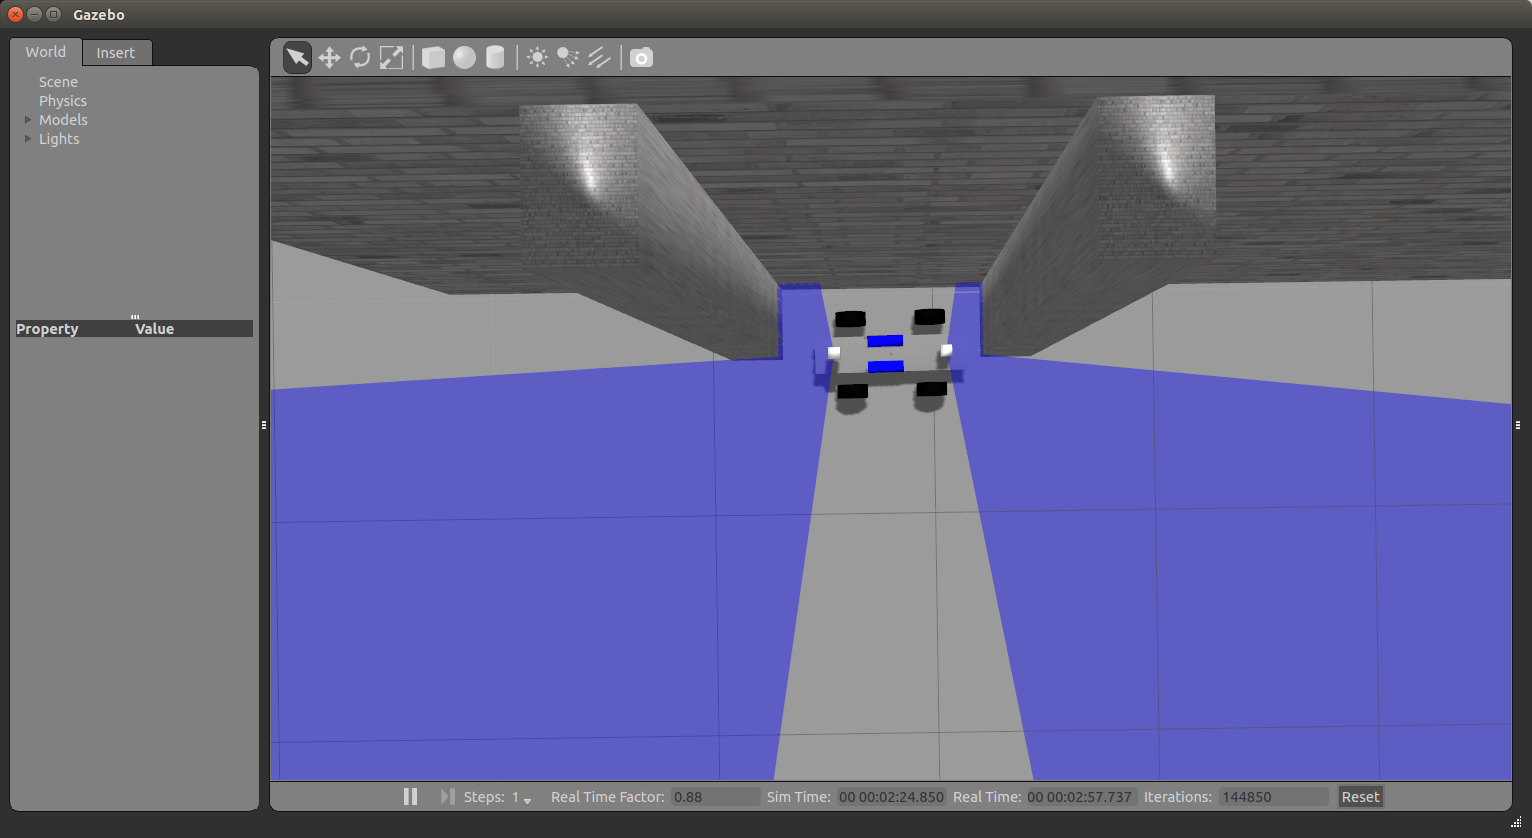 Gazebo
World Insert
Scene
Physics
Models
Lights
Property Value
Steps: 1 Real Time Factor: 0.88 Sim Time: 00 00:02:24.850 Real Time: 00 00:02:57.737 Iterations: 144850 Reset